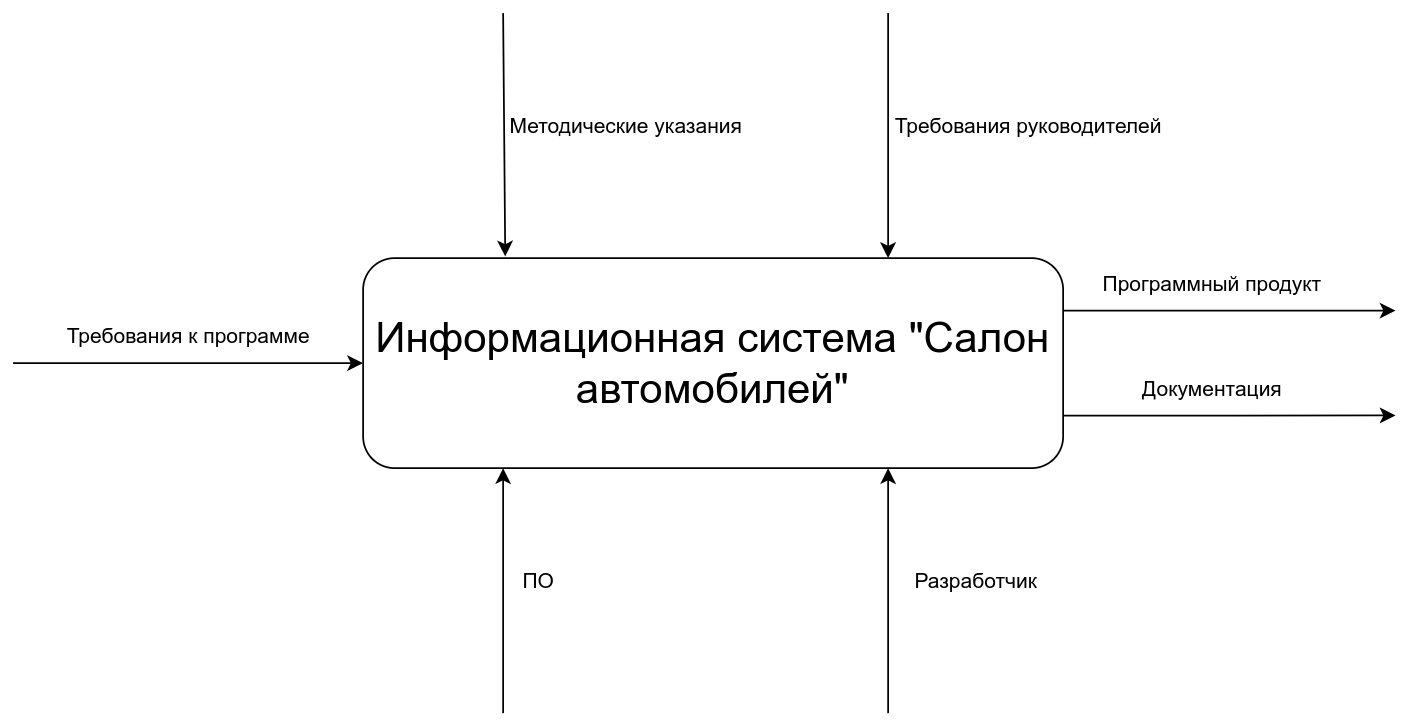 Методические указания
Требования руководителей
Программный продукт
Требования к программе
Информационная система "Салон
автомобилей"
Документация
ПО
Разработчик